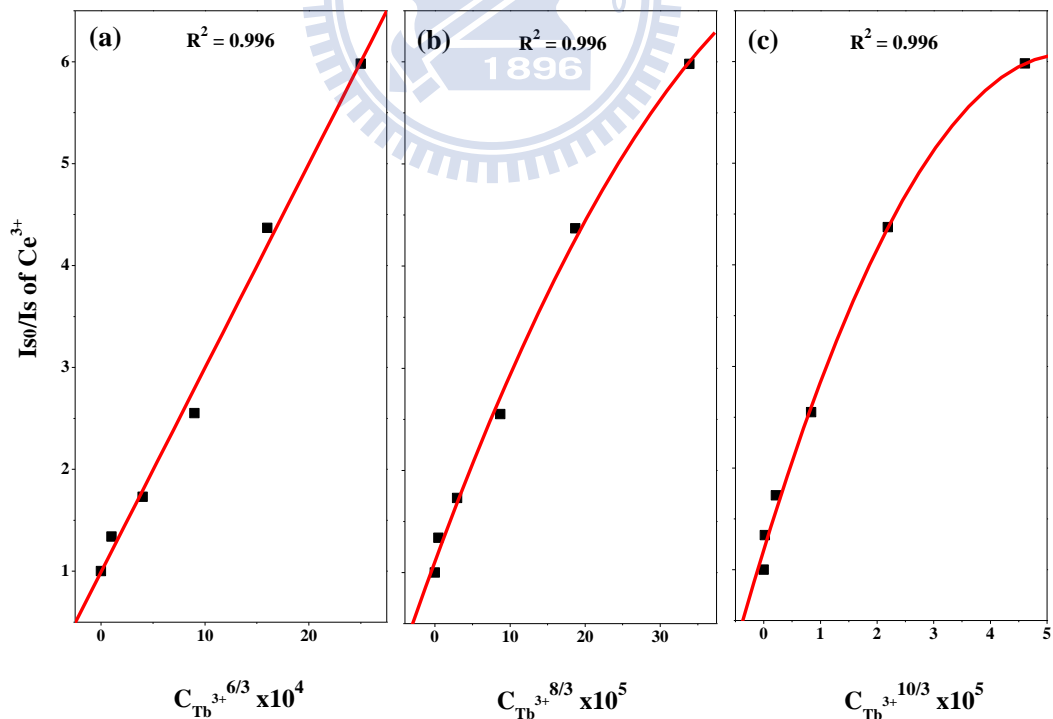 (a) R² = 0.996
(b) R² = 0.996
(c) R² = 0.996
1896
Is₀/Is of Ce³⁺
6
5
4
3
2
1
0 10 20
0 10 20 30
0 1 2 3 4 5
C_Tb³⁺^6/3 x10⁴
C_Tb³⁺^8/3 x10⁵
C_Tb³⁺^10/3 x10⁵